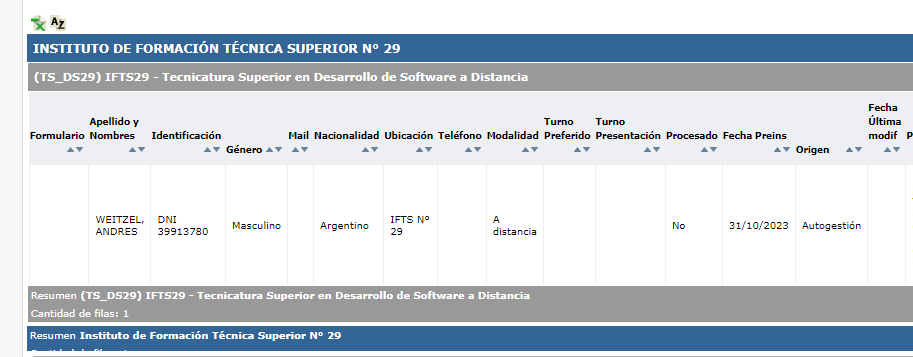 AZ
INSTITUTO DE FORMACIÓN TÉCNICA SUPERIOR N° 29
(TS_DS29) IFTS29 - Tecnicatura Superior en Desarrollo de Software a Distancia
Formulario
Apellido y
Nombres
Identificación
Género
Mail
Nacionalidad
Ubicación
Teléfono
Modalidad
Turno
Preferido
Turno
Presentación
Procesado
Fecha Preins
Origen
Fecha
Última
modif
P
WEITZEL,
ANDRES
DNI
39913780
Masculino
Argentino
IFTS N°
29
A
distancia
No
31/10/2023
Autogestión
Resumen (TS_DS29) IFTS29 - Tecnicatura Superior en Desarrollo de Software a Distancia
Cantidad de filas: 1
Resumen Instituto de Formación Técnica Superior N° 29